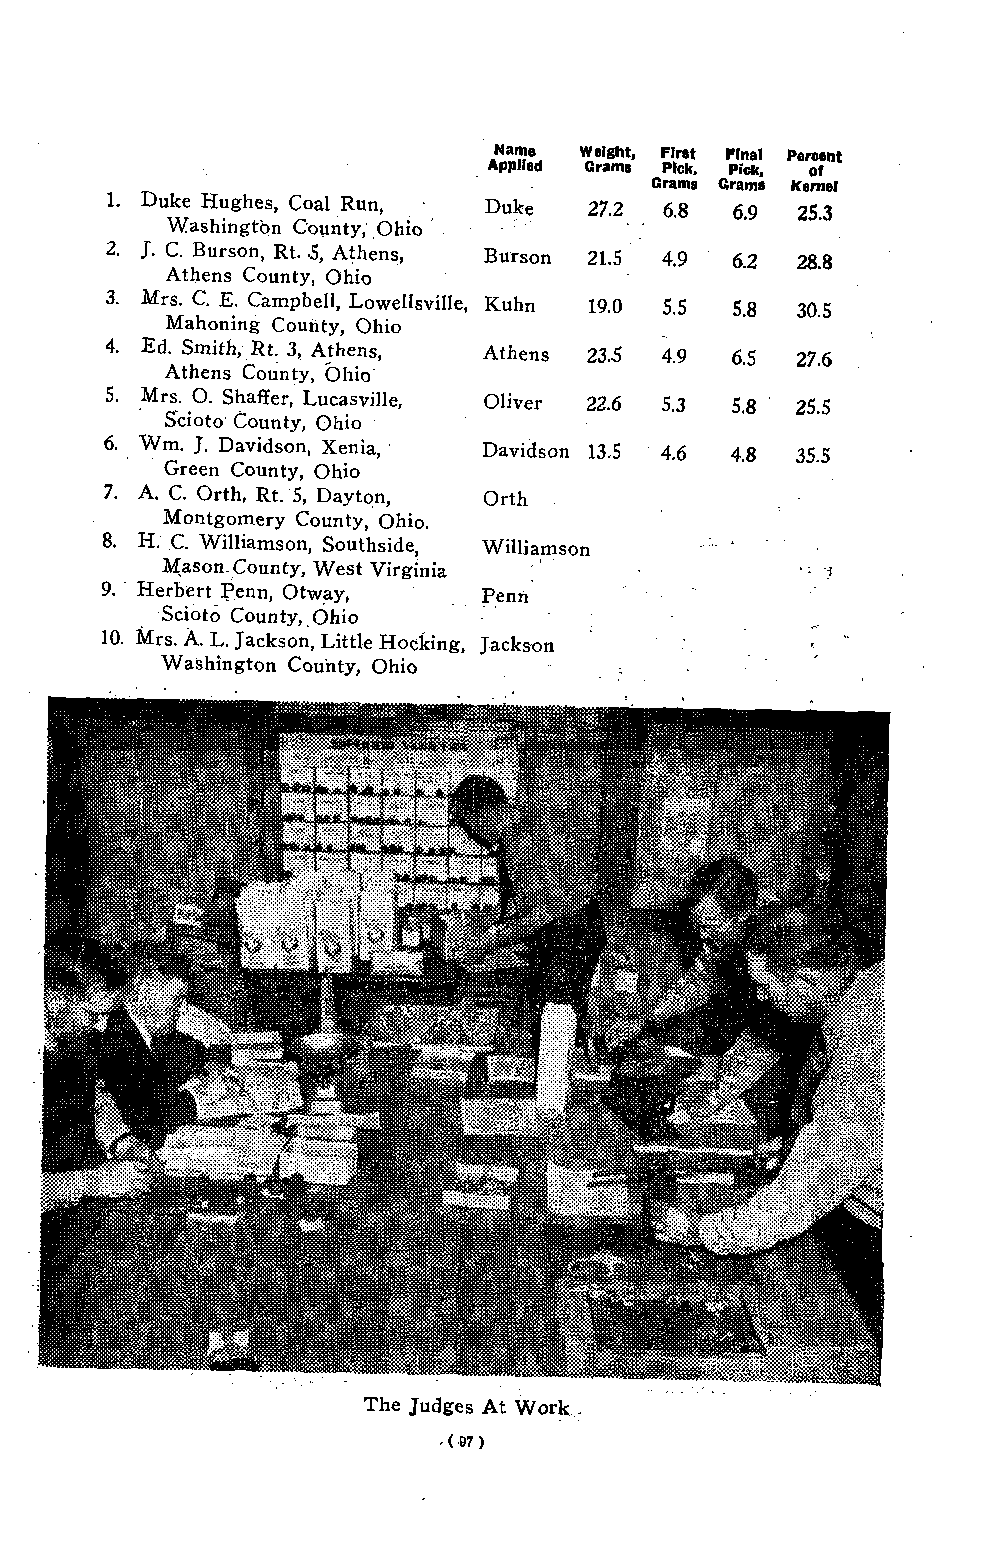 Name Applied Weight, Grams First Pick, Grams Final Pick, Grams Percent of Kernel
1. Duke Hughes, Coal Run, Duke 27.2 6.8 6.9 25.3
Washington County, Ohio
2. J. C. Burson, Rt. 5, Athens, Burson 21.5 4.9 6.2 28.8
Athens County, Ohio
3. Mrs. C. E. Campbell, Lowellsville, Kuhn 19.0 5.5 5.8 30.5
Mahoning County, Ohio
4. Ed. Smith, Rt. 3, Athens, Athens 23.5 4.9 6.5 27.6
Athens County, Ohio
5. Mrs. O. Shaffer, Lucasville, Oliver 22.6 5.3 5.8 25.5
Scioto County, Ohio
6. Wm. J. Davidson, Xenia, Davidson 13.5 4.6 4.8 35.5
Green County, Ohio
7. A. C. Orth, Rt. 5, Dayton, Orth
Montgomery County, Ohio.
8. H. C. Williamson, Southside, Williamson
Mason County, West Virginia
9. Herbert Penn, Otway, Penn
Scioto County, Ohio
10. Mrs. A. L. Jackson, Little Hocking, Jackson
Washington County, Ohio
The Judges At Work
(97)